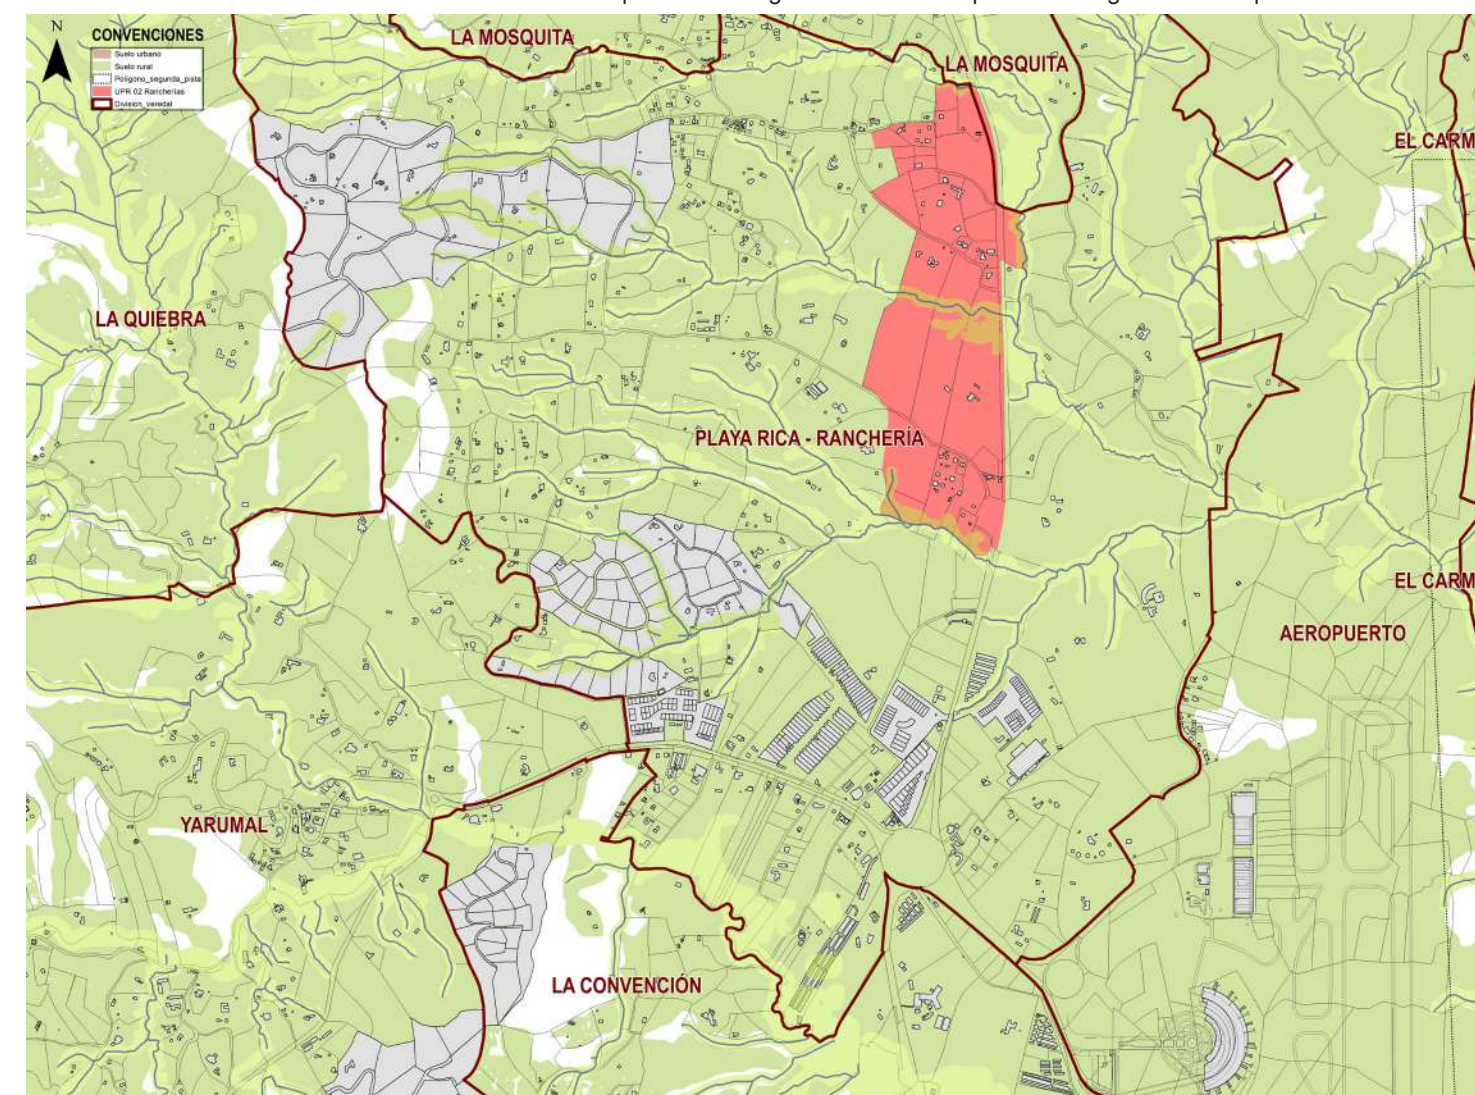 N
CONVENCIONES
Suelo urbano
Suelo rural
Poligono_segunda_pista
UPR 02 Rancherias
Division_veredal
LA MOSQUITA
LA MOSQUITA
EL CARM
LA QUIEBRA
PLAYA RICA - RANCHERÍA
EL CARM
AEROPUERTO
YARUMAL
LA CONVENCIÓN